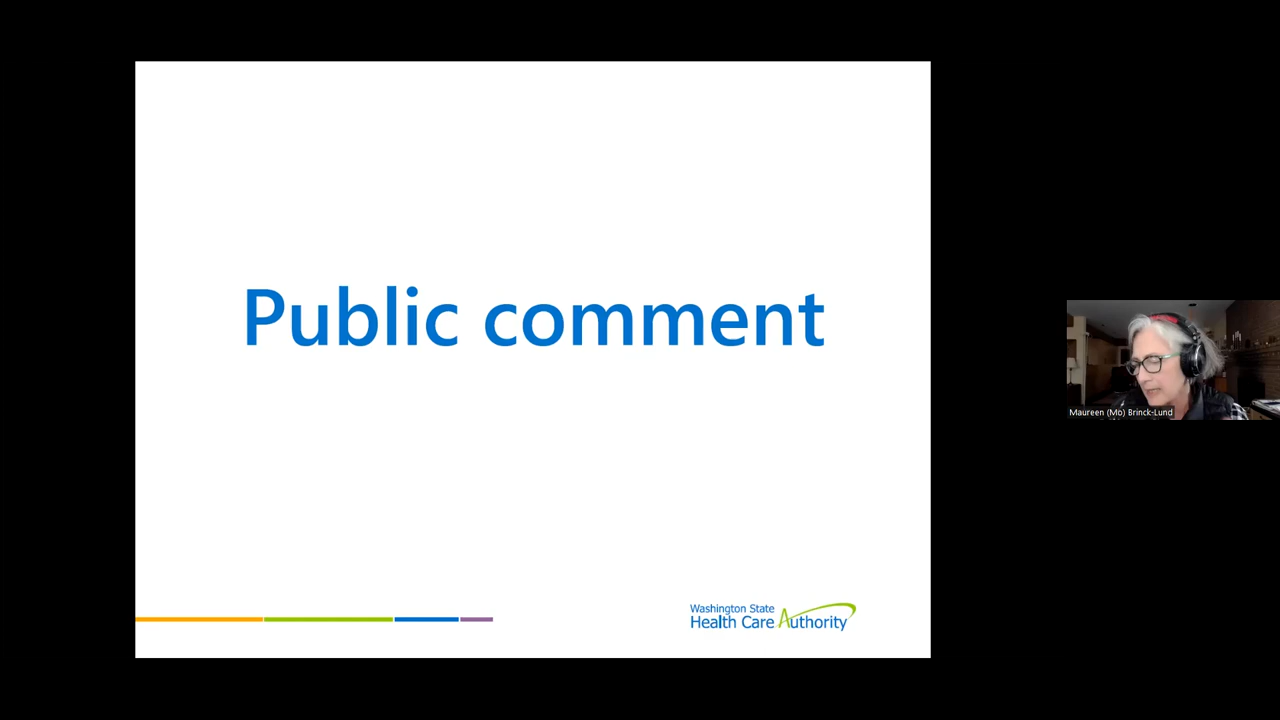 Public comment
Washington State
Health Care Authority
Maureen (Mo) Brinck-Lund